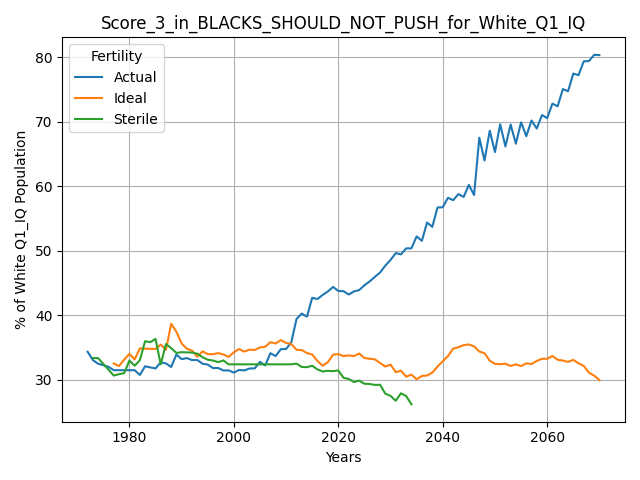 Score_3_in_BLACKS_SHOULD_NOT_PUSH_for_White_Q1_IQ
Fertility
Actual
Ideal
Sterile
% of White Q1_IQ Population
80
70
60
50
40
30
1980
2000
2020
2040
2060
Years